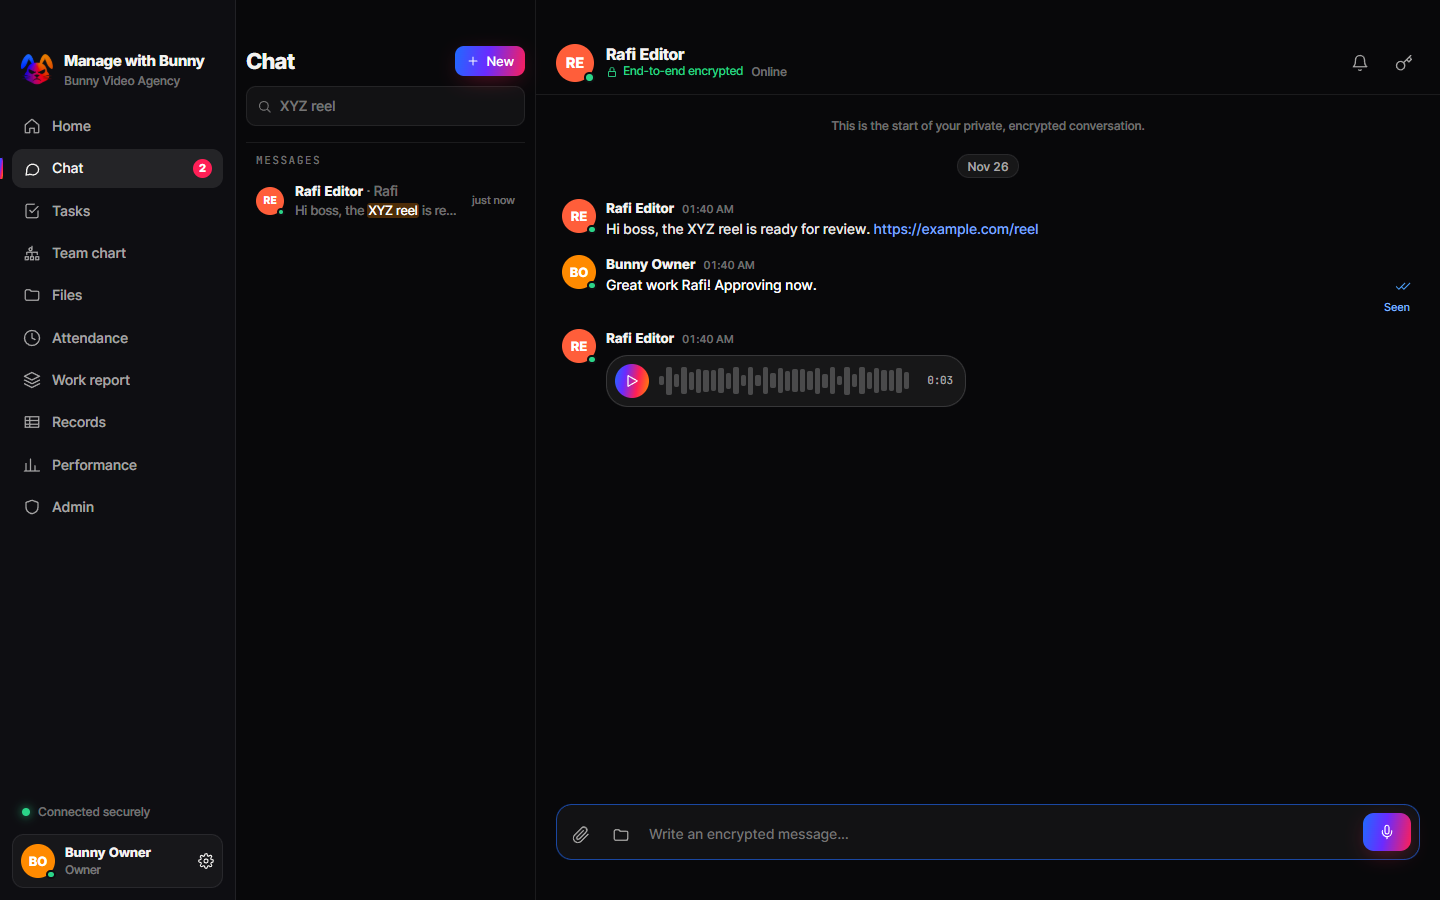 Manage with Bunny
Bunny Video Agency
Home
Chat
2
Tasks
Team chart
Files
Attendance
Work report
Records
Performance
Admin
Connected securely
BO
Bunny Owner
Owner
Chat
+ New
XYZ reel
MESSAGES
RE
Rafi Editor · Rafi
Hi boss, the XYZ reel is re...
just now
RE
Rafi Editor
End-to-end encrypted Online
This is the start of your private, encrypted conversation.
Nov 26
RE
Rafi Editor 01:40 AM
Hi boss, the XYZ reel is ready for review. https://example.com/reel
BO
Bunny Owner 01:40 AM
Great work Rafi! Approving now.
Seen
RE
Rafi Editor 01:40 AM
0:03
Write an encrypted message...